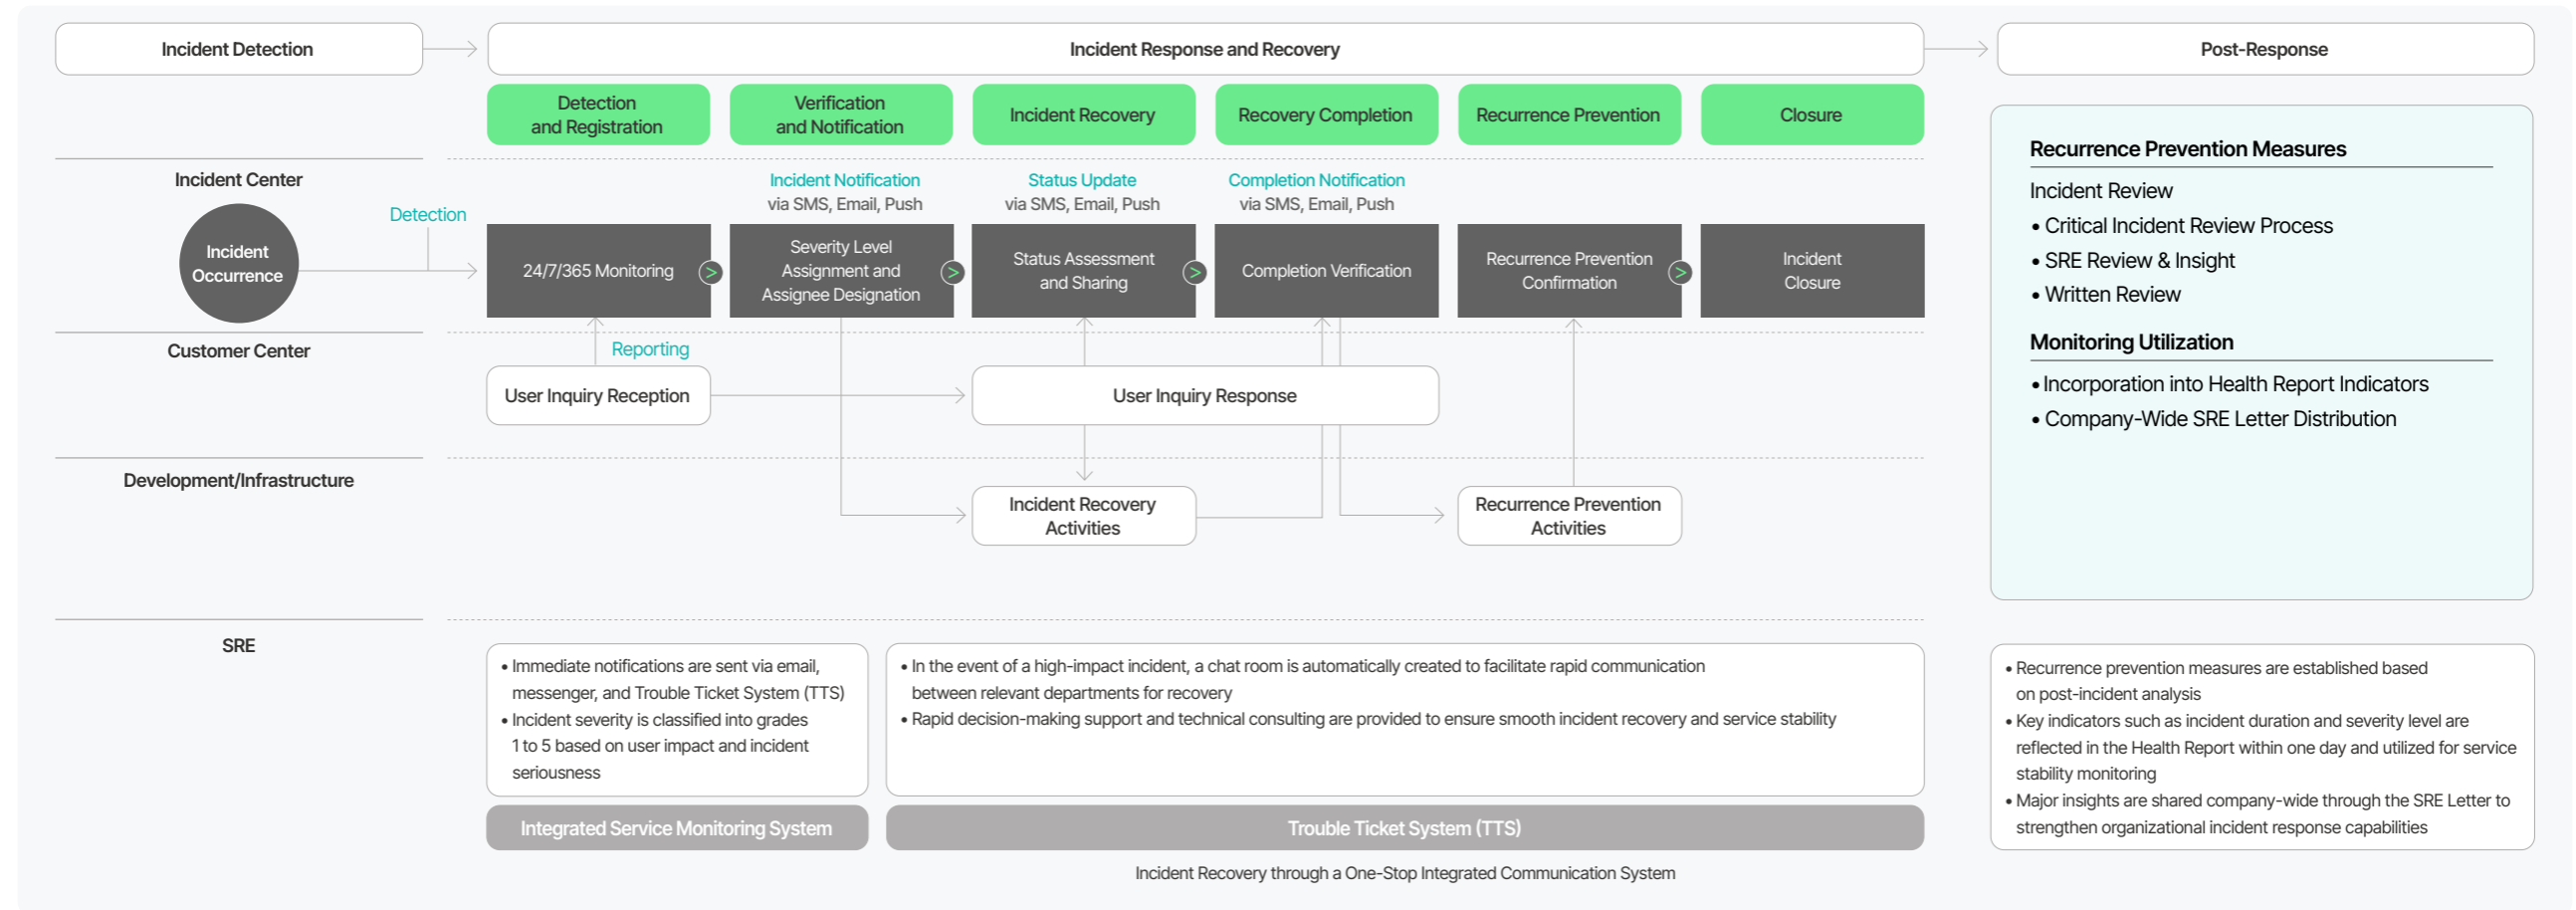 Incident Detection
Incident Response and Recovery
Post-Response
Detection
and Registration
Verification
and Notification
Incident Recovery
Recovery Completion
Recurrence Prevention
Closure
Incident Center
Incident
Occurrence
Detection
Incident Notification
via SMS, Email, Push
Status Update
via SMS, Email, Push
Completion Notification
via SMS, Email, Push
24/7/365 Monitoring
>
Severity Level
Assignment and
Assignee Designation
>
Status Assessment
and Sharing
>
Completion Verification
Recurrence Prevention
Confirmation
>
Incident
Closure
Customer Center
Reporting
User Inquiry Reception
User Inquiry Response
Development/Infrastructure
Incident Recovery
Activities
Recurrence Prevention
Activities
Recurrence Prevention Measures
Incident Review
• Critical Incident Review Process
• SRE Review & Insight
• Written Review
Monitoring Utilization
• Incorporation into Health Report Indicators
• Company-Wide SRE Letter Distribution
SRE
• Immediate notifications are sent via email,
messenger, and Trouble Ticket System (TTS)
• Incident severity is classified into grades
1 to 5 based on user impact and incident
seriousness
• In the event of a high-impact incident, a chat room is automatically created to facilitate rapid communication
between relevant departments for recovery
• Rapid decision-making support and technical consulting are provided to ensure smooth incident recovery and service stability
• Recurrence prevention measures are established based
on post-incident analysis
• Key indicators such as incident duration and severity level are
reflected in the Health Report within one day and utilized for service
stability monitoring
• Major insights are shared company-wide through the SRE Letter to
strengthen organizational incident response capabilities
Integrated Service Monitoring System
Trouble Ticket System (TTS)
Incident Recovery through a One-Stop Integrated Communication System